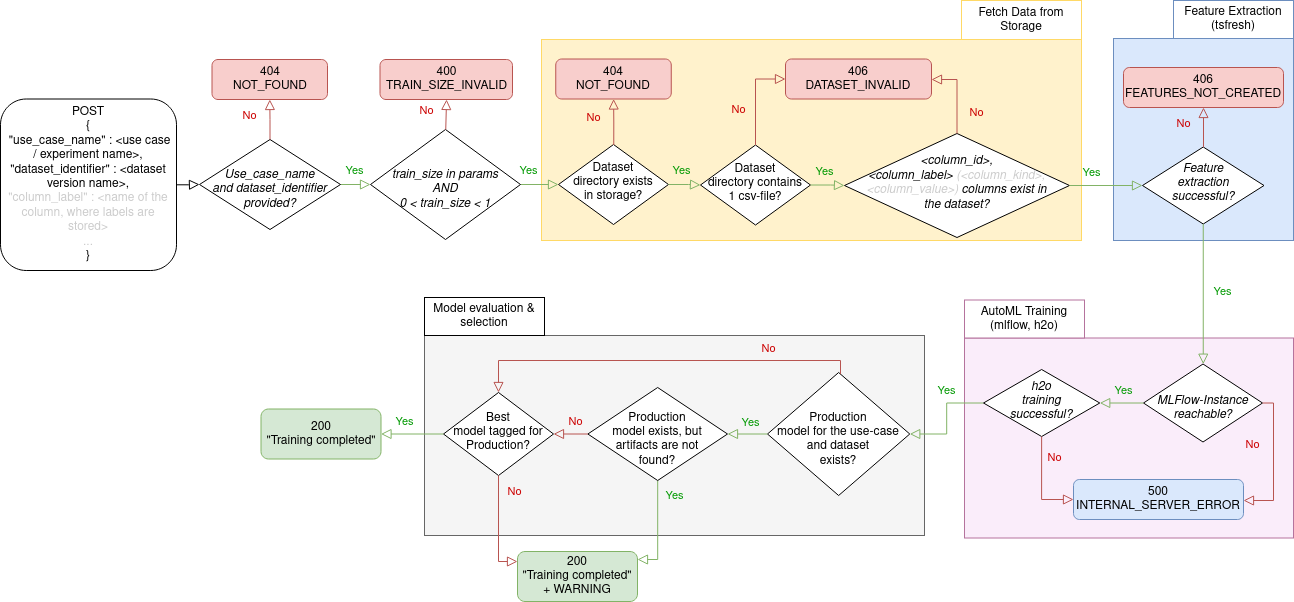 Fetch Data from
Storage
Feature Extraction
(tsfresh)
POST
{
"use_case_name" : <use case
/ experiment name>,
"dataset_identifier" : <dataset
version name>,
"column_label" : <name of the
column, where labels are
stored>
...
}
404
NOT_FOUND
No
Use_case_name
and dataset_identifier
provided?
Yes
400
TRAIN_SIZE_INVALID
No
train_size in params
AND
0 < train_size < 1
Yes
404
NOT_FOUND
No
Dataset
directory exists
in storage?
Yes
406
DATASET_INVALID
No
Dataset
directory contains
1 csv-file?
Yes
No
<column_id>,
<column_label> (<column_kind>,
<column_value>) columns exist in
the dataset?
Yes
406
FEATURES_NOT_CREATED
No
Feature
extraction
successful?
Yes
AutoML Training
(mlflow, h2o)
MLFlow-Instance
reachable?
No
Yes
h2o
training
successful?
No
500
INTERNAL_SERVER_ERROR
Yes
Model evaluation &
selection
No
Production
model for the use-case
and dataset
exists?
Yes
Production
model exists, but
artifacts are not
found?
Yes
No
Best
model tagged for
Production?
No
Yes
200
"Training completed"
200
"Training completed"
+ WARNING